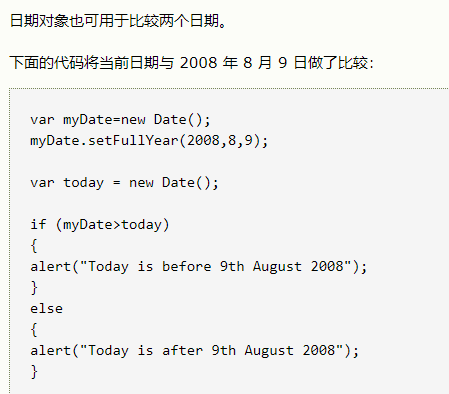 日期对象也可用于比较两个日期。
下面的代码将当前日期与 2008 年 8 月 9 日做了比较：
var myDate=new Date();
myDate.setFullYear(2008,8,9);
var today = new Date();
if (myDate>today)
{
alert("Today is before 9th August 2008");
}
else
{
alert("Today is after 9th August 2008");
}